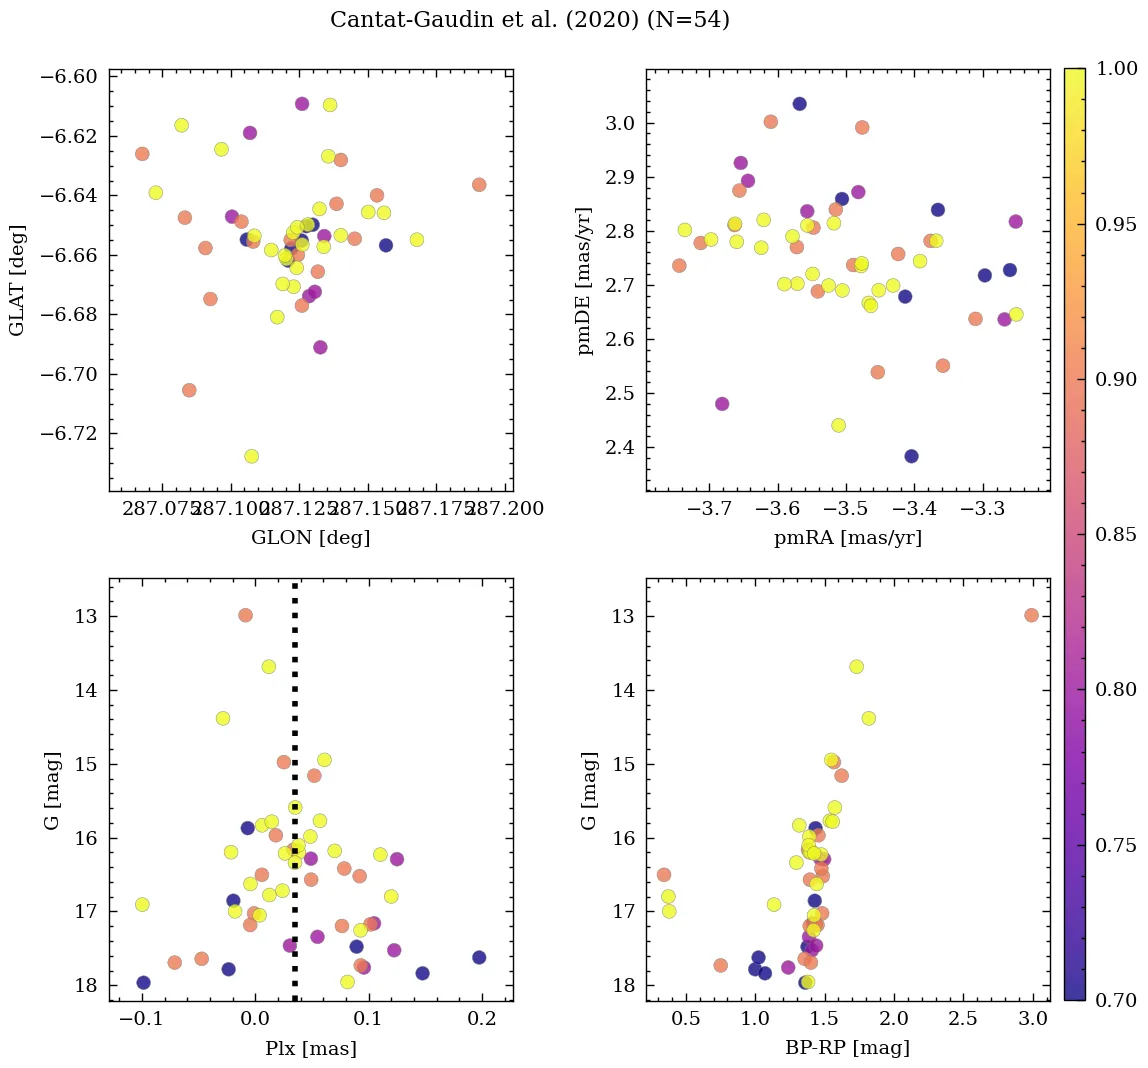 Cantat-Gaudin et al. (2020) (N=54)
−6.60
−6.62
−6.64
−6.66
−6.68
−6.70
−6.72
GLAT [deg]
287.075 287.100 287.125 287.150 287.175 287.200
GLON [deg]
3.0
2.9
2.8
2.7
2.6
2.5
2.4
pmDE [mas/yr]
−3.7 −3.6 −3.5 −3.4 −3.3
pmRA [mas/yr]
13
14
15
16
17
18
G [mag]
−0.1 0.0 0.1 0.2
Plx [mas]
13
14
15
16
17
18
G [mag]
0.5 1.0 1.5 2.0 2.5 3.0
BP-RP [mag]
1.00
0.95
0.90
0.85
0.80
0.75
0.70